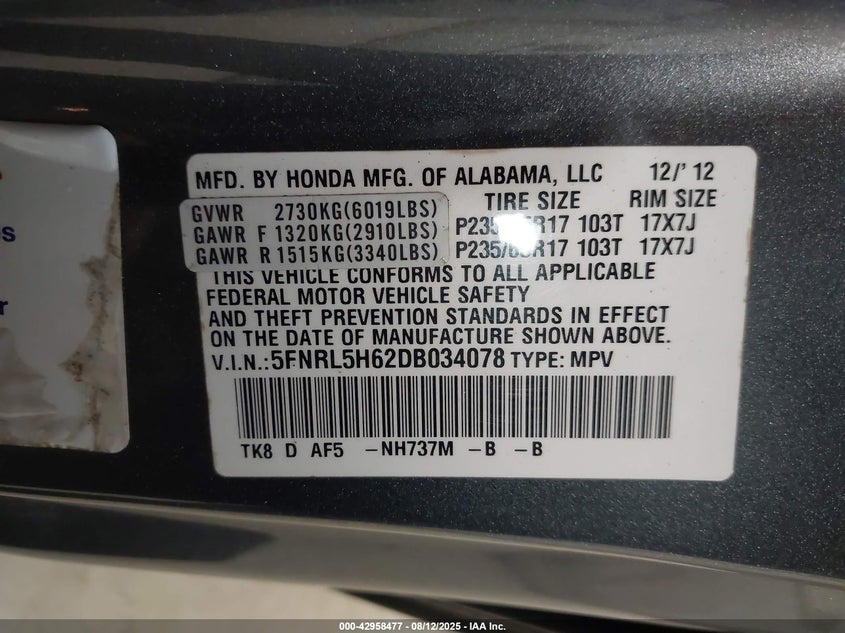 MFD. BY HONDA MFG. OF ALABAMA, LLC 12/' 12
TIRE SIZE RIM SIZE
GVWR 2730KG(6019LBS)
GAWR F 1320KG(2910LBS) 103T 17X7J
GAWR R 1515KG(3340LBS) P235/65R17 103T 17X7J
THIS VEHICLE CONFORMS TO ALL APPLICABLE
FEDERAL MOTOR VEHICLE SAFETY
AND THEFT PREVENTION STANDARDS IN EFFECT
ON THE DATE OF MANUFACTURE SHOWN ABOVE.
V.I.N.:5FNRL5H62DB034078 TYPE: MPV
TK8 D AF5 -NH737M -B -B
000-42958477 - 08/12/2025 - IAA Inc.